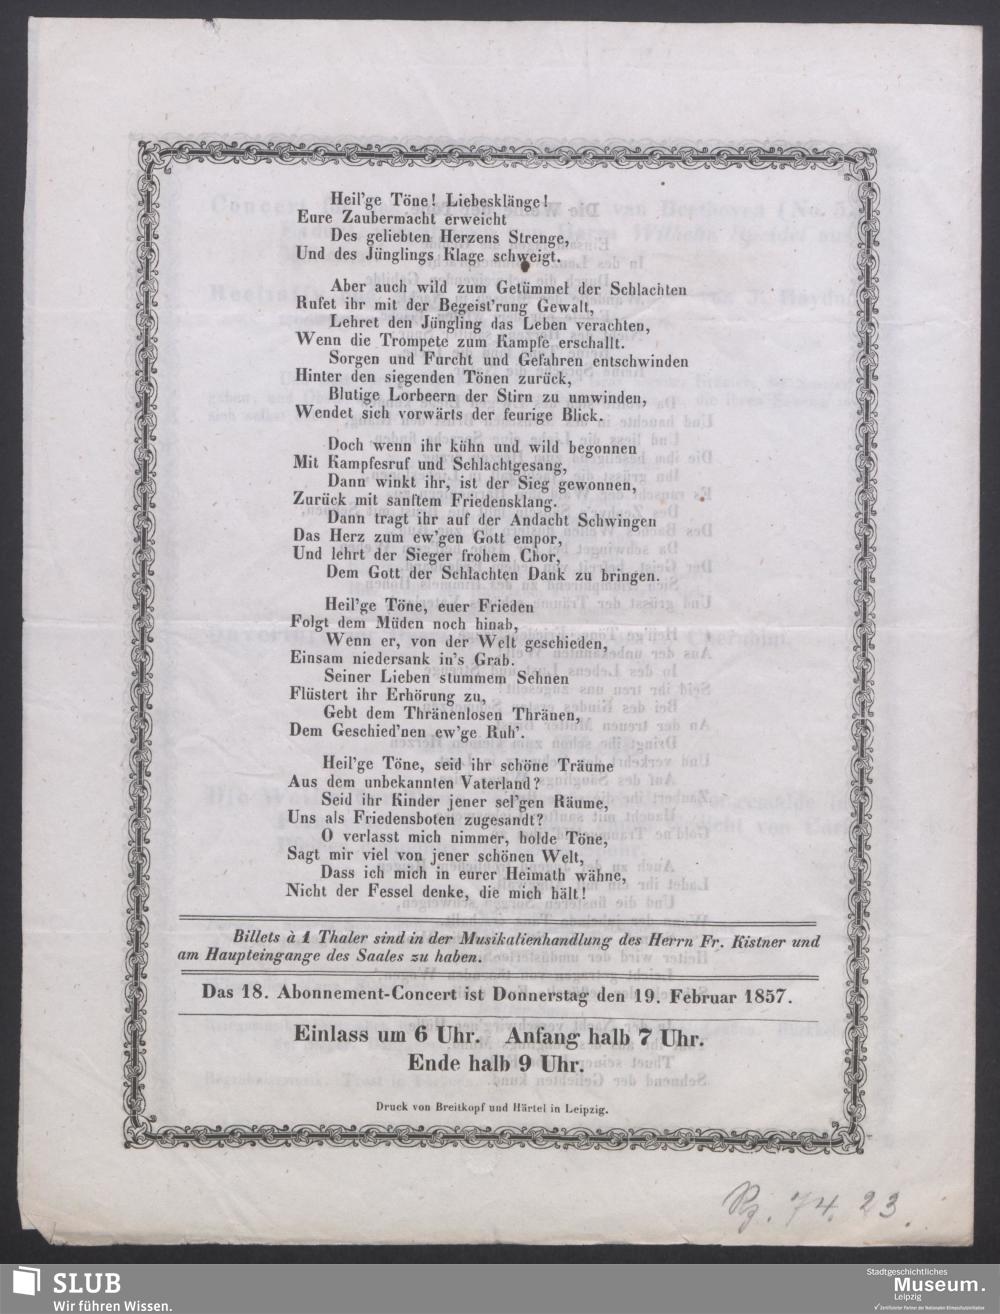 Heil'ge Töne! Liebesklänge!
Eure Zaubermacht erweicht
Des geliebten Herzens Strenge,
Und des Jünglings Klage schweigt.
Aber auch wild zum Getümmel der Schlachten
Rufet ihr mit der Begeist'rung Gewalt,
Lehret den Jüngling das Leben verachten,
Wenn die Trompete zum Kampfe erschallt.
Sorgen und Furcht und Gefahren entschwinden
Hinter den siegenden Tönen zurück,
Blutige Lorbeern der Stirn zu umwinden,
Wendet sich vorwärts der feurige Blick.
Doch wenn ihr kühn und wild begonnen
Mit Kampfesruf und Schlachtgesang,
Dann winkt ihr, ist der Sieg gewonnen,
Zurück mit sanftem Friedensklang.
Dann tragt ihr auf der Andacht Schwingen
Das Herz zum ew'gen Gott empor,
Und lehrt der Sieger frohem Chor,
Dem Gott der Schlachten Dank zu bringen.
Heil'ge Töne, euer Frieden
Folgt dem Müden noch hinab,
Wenn er, von der Welt geschieden,
Einsam niedersank in's Grab.
Seiner Lieben stummem Sehnen
Flüstert ihr Erhörung zu,
Gebt dem Thränenlosen Thränen,
Dem Geschied'nen ew'ge Ruh'.
Heil'ge Töne, seid ihr schöne Träume
Aus dem unbekannten Vaterland?
Seid ihr Kinder jener sel'gen Räume,
Uns als Friedensboten zugesandt?
O verlasst mich nimmer, holde Töne,
Sagt mir viel von jener schönen Welt,
Dass ich mich in eurer Heimath wähne,
Nicht der Fessel denke, die mich hält!
Billets à 1 Thaler sind in der Musikalienhandlung des Herrn Fr. Kistner und
am Haupteingange des Saales zu haben.
Das 18. Abonnement-Concert ist Donnerstag den 19. Februar 1857.
Einlass um 6 Uhr. Anfang halb 7 Uhr.
Ende halb 9 Uhr.
Druck von Breitkopf und Härtel in Leipzig.
74. 23.
SLUB
Wir führen Wissen.
Stadtgeschichtliches
Museum.
Leipzig
Zertifizierter Partner der Nationalen Klimaschutzinitiative